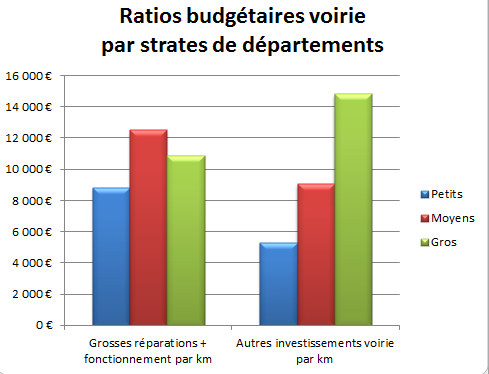 Ratios budgétaires voirie
par strates de départements
16 000 €
14 000 €
12 000 €
10 000 €
8 000 €
6 000 €
4 000 €
2 000 €
0 €
Petits
Moyens
Gros
Grosses réparations +
fonctionnement par km
Autres investissements voirie
par km